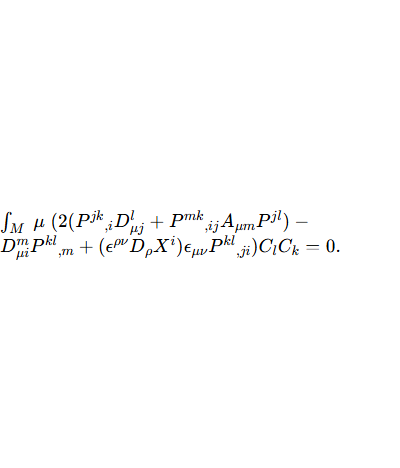 ∫_M μ (2(P^{jk}_{,i}D^l_{μj} + P^{mk}_{,ij}A_{μm}P^{jl}) −
D^m_{μi}P^{kl}_{,m} + (ϵ^{ρν}D_ρX^i)ϵ_{μν}P^{kl}_{,ji})C_lC_k = 0.